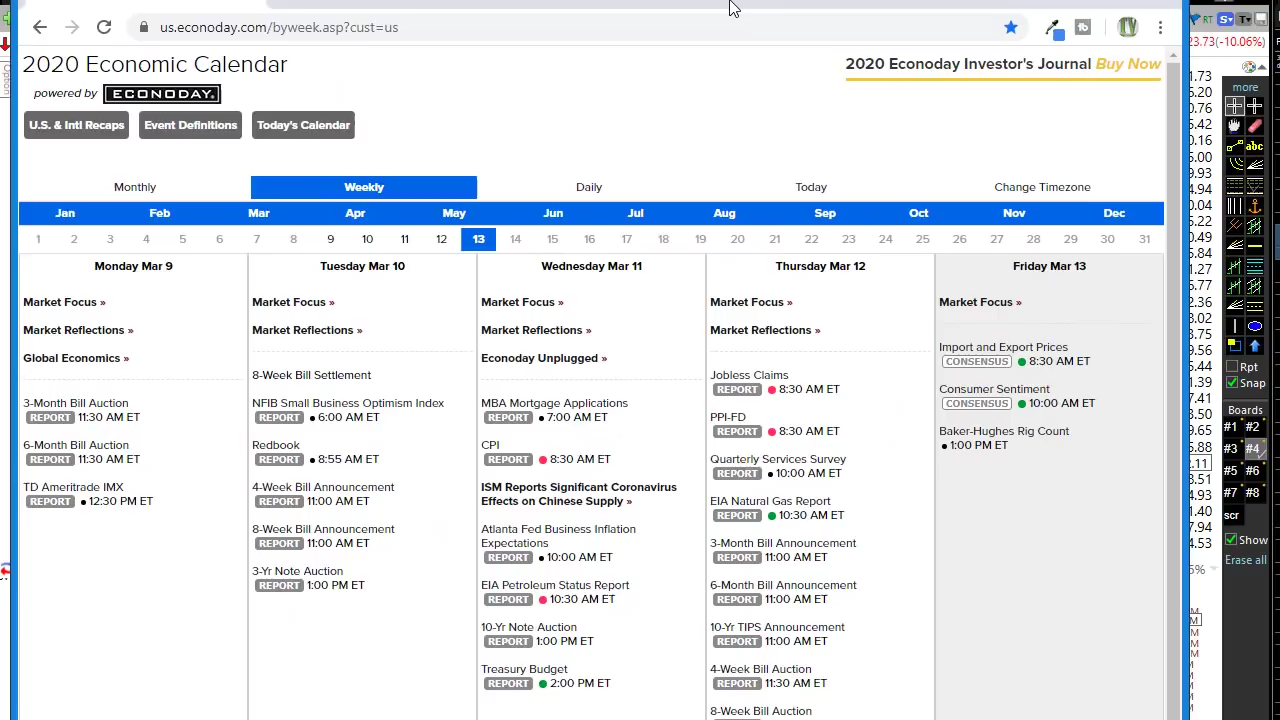 us.econoday.com/byweek.asp?cust=us
2020 Economic Calendar
powered by ECONODAY.
2020 Econoday Investor's Journal Buy Now
U.S. & Intl Recaps Event Definitions Today's Calendar
Monthly Weekly Daily Today Change Timezone
Jan Feb Mar Apr May Jun Jul Aug Sep Oct Nov Dec
1 2 3 4 5 6 7 8 9 10 11 12 13 14 15 16 17 18 19 20 21 22 23 24 25 26 27 28 29 30 31
Monday Mar 9
Market Focus »
Market Reflections »
Global Economics »
3-Month Bill Auction
REPORT 11:30 AM ET
6-Month Bill Auction
REPORT 11:30 AM ET
TD Ameritrade IMX
REPORT 12:30 PM ET
Tuesday Mar 10
Market Focus »
Market Reflections »
8-Week Bill Settlement
NFIB Small Business Optimism Index
REPORT 6:00 AM ET
Redbook
REPORT 8:55 AM ET
4-Week Bill Announcement
REPORT 11:00 AM ET
8-Week Bill Announcement
REPORT 11:00 AM ET
3-Yr Note Auction
REPORT 1:00 PM ET
Wednesday Mar 11
Market Focus »
Market Reflections »
Econoday Unplugged »
MBA Mortgage Applications
REPORT 7:00 AM ET
CPI
REPORT 8:30 AM ET
ISM Reports Significant Coronavirus
Effects on Chinese Supply »
Atlanta Fed Business Inflation
Expectations
REPORT 10:00 AM ET
EIA Petroleum Status Report
REPORT 10:30 AM ET
10-Yr Note Auction
REPORT 1:00 PM ET
Treasury Budget
REPORT 2:00 PM ET
Thursday Mar 12
Market Focus »
Market Reflections »
Jobless Claims
REPORT 8:30 AM ET
PPI-FD
REPORT 8:30 AM ET
Quarterly Services Survey
REPORT 10:00 AM ET
EIA Natural Gas Report
REPORT 10:30 AM ET
3-Month Bill Announcement
REPORT 11:00 AM ET
6-Month Bill Announcement
REPORT 11:00 AM ET
10-Yr TIPS Announcement
REPORT 11:00 AM ET
4-Week Bill Auction
REPORT 11:30 AM ET
8-Week Bill Auction
Friday Mar 13
Market Focus »
Import and Export Prices
CONSENSUS 8:30 AM ET
Consumer Sentiment
CONSENSUS 10:00 AM ET
Baker-Hughes Rig Count
1:00 PM ET
RT S T
23.73(-10.06%)
more
abc
Rpt
Snap
Boards
#1 #2
#3 #4
#5 #6
#7 #8
scr
Show
Erase all